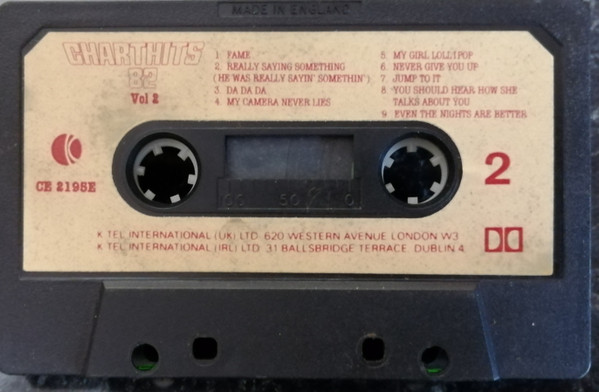 MADE IN ENGLAND
CHARTHITS
82
Vol 2
1 FAME
2. REALLY SAYING SOMETHING
(HE WAS REALLY SAYIN' SOMETHIN')
3. DA DA DA
4. MY CAMERA NEVER LIES
5. MY GIRL LOLLIPOP
6. NEVER GIVE YOU UP
7. JUMP TO IT
8. YOU SHOULD HEAR HOW SHE
TALKS ABOUT YOU
9 EVEN THE NIGHTS ARE BETTER
K
CE 2195E
2
50 0
K TEL INTERNATIONAL (UK) LTD. 620 WESTERN AVENUE LONDON W3
K TEL INTERNATIONAL (IRL) LTD. 31 BALLSBRIDGE TERRACE. DUBLIN 4.